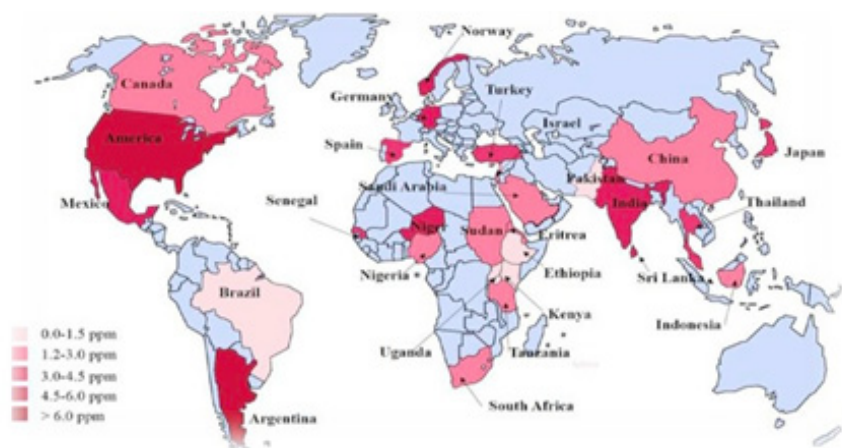 Norway
Canada
Germany
Turkey
America
Israel
Spain
China
Japan
Pakistan
Mexico
Saudi Arabia
India
Thailand
Senegal
Niger
Sudan
Eritrea
Nigeria
Ethiopia
Sri Lanka
Brazil
Kenya
Indonesia
Uganda
Tauzania
South Africa
Argentina
0.0-1.5 ppm
1.2-3.0 ppm
3.0-4.5 ppm
4.5-6.0 ppm
> 6.0 ppm